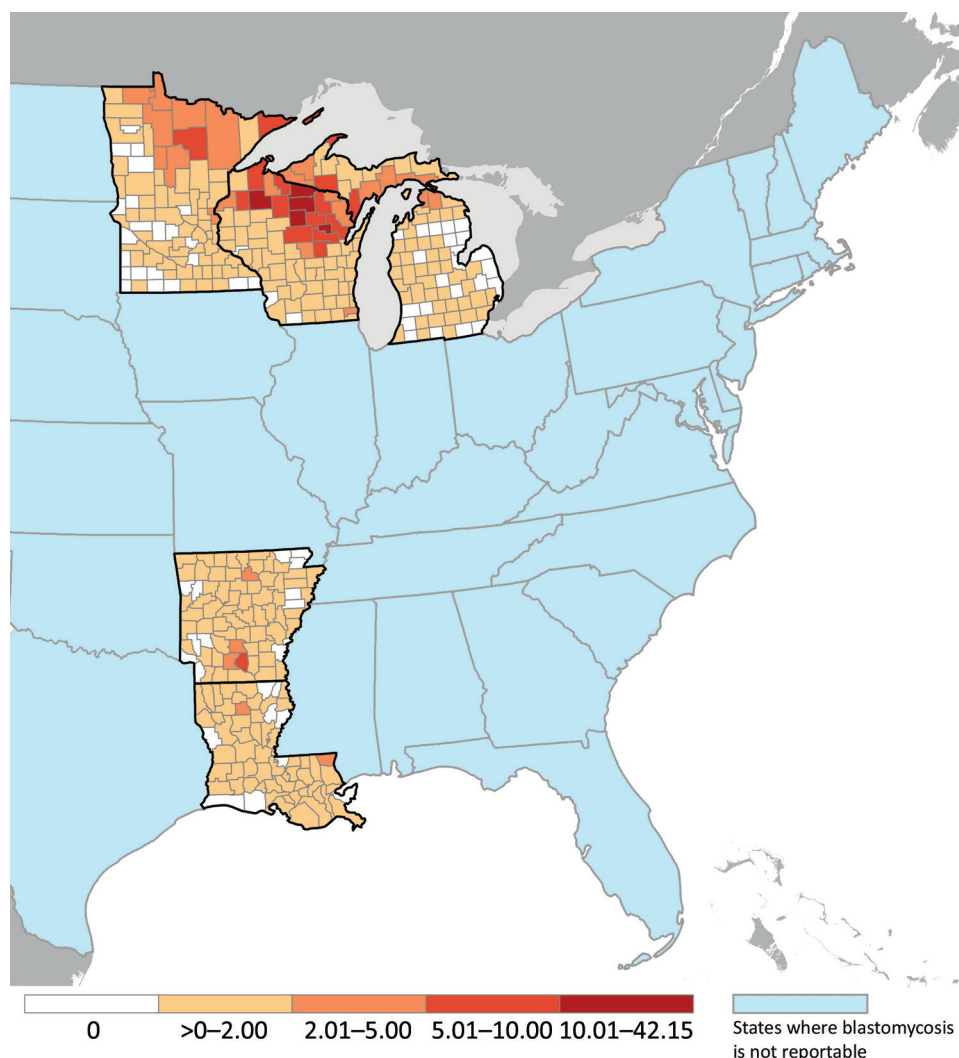 0
>0–2.00
2.01–5.00
5.01–10.00
10.01–42.15
States where blastomycosis
is not reportable